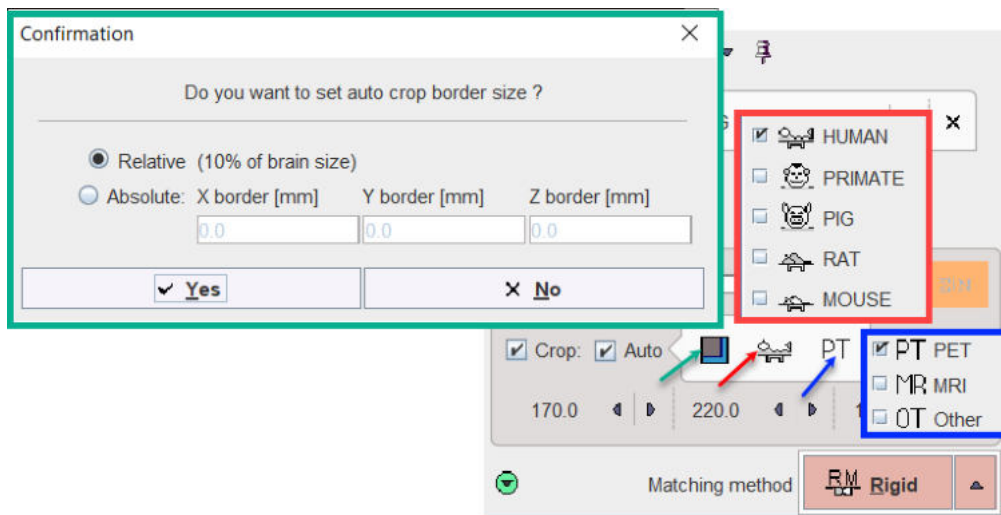 Confirmation
Do you want to set auto crop border size ?
Relative (10% of brain size)
Absolute: X border [mm] Y border [mm] Z border [mm]
0.0 0.0 0.0
Yes No
HUMAN
PRIMATE
PIG
RAT
MOUSE
Crop: Auto PT
PT PET
MR MRI
OT Other
170.0 220.0
Matching method RM Rigid